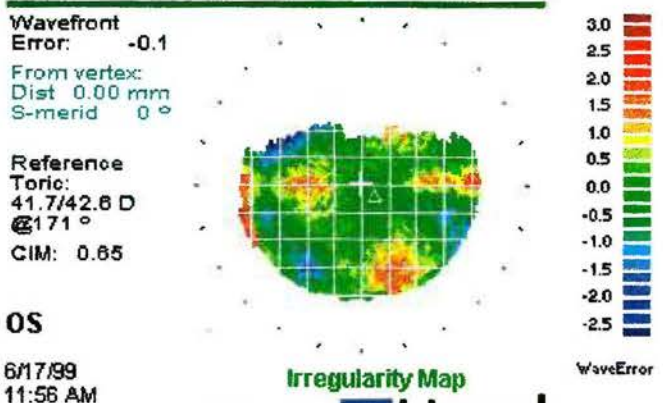 Wavefront
Error: -0.1
From vertex:
Dist 0.00 mm
S-merid 0 º
Reference
Toric:
41.7/42.6 D
@171 º
CIM: 0.65
OS
6/17/99
11:56 AM
Irregularity Map
3.0
2.5
2.0
1.5
1.0
0.5
0.0
-0.5
-1.0
-1.5
-2.0
-2.5
WaveError